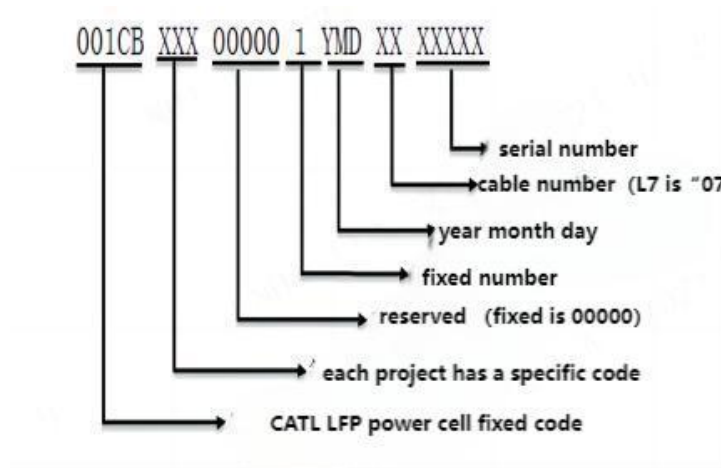 001CB XXX 00000 1 YMD XX XXXXX
serial number
cable number (L7 is "07
year month day
fixed number
reserved (fixed is 00000)
each project has a specific code
CATL LFP power cell fixed code